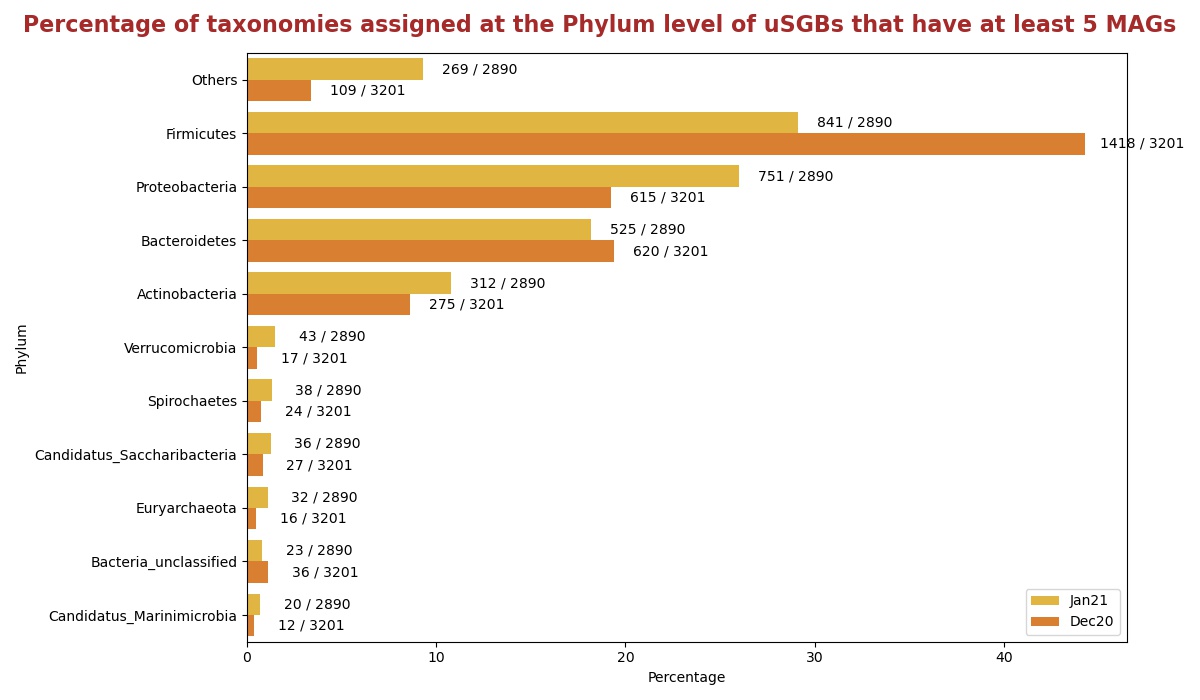 Percentage of taxonomies assigned at the Phylum level of uSGBs that have at least 5 MAGs
Others
269 / 2890
109 / 3201
Firmicutes
841 / 2890
1418 / 3201
Proteobacteria
751 / 2890
615 / 3201
Bacteroidetes
525 / 2890
620 / 3201
Actinobacteria
312 / 2890
275 / 3201
Verrucomicrobia
43 / 2890
17 / 3201
Spirochaetes
38 / 2890
24 / 3201
Candidatus_Saccharibacteria
36 / 2890
27 / 3201
Euryarchaeota
32 / 2890
16 / 3201
Bacteria_unclassified
23 / 2890
36 / 3201
Candidatus_Marinimicrobia
20 / 2890
12 / 3201
Phylum
Jan21
Dec20
0 10 20 30 40
Percentage